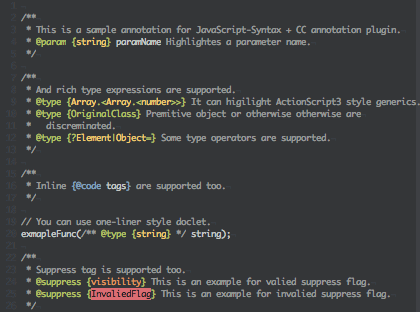 /**
 * This is a sample annotation for JavaScript-Syntax + CC annotation plugin.
 * @param {string} paramName Highlightes a parameter name.
 */
/**
 * And rich type expressions are supported.
 * @type {Array.<Array.<number>>} It can higilight ActionScript3 style generics.
 * @type {OriginalClass} Premitive object or otherwise otherwise are
 *   discreminated.
 * @type {?Element|Object=} Some type operators are supported.
 */
/**
 * Inline {@code tags} are supported too.
 */
// You can use one-liner style doclet.
exmapleFunc(/** @type {string} */ string);
/**
 * Suppress tag is supported too.
 * @suppress {visibility} This is an example for valied suppress flag.
 * @suppress {InvaliedFlag} This is an example for invalied suppress flag.
 */